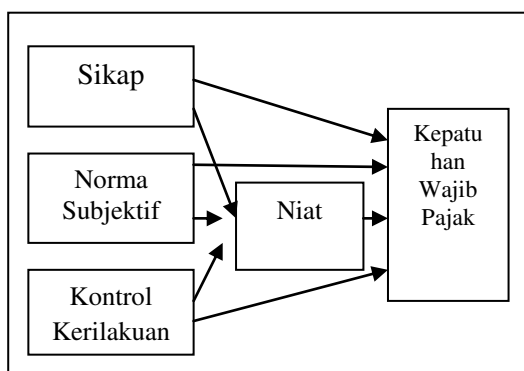 Sikap
Norma
Subjektif
Kontrol
Kerilakuan
Niat
Kepatu
han
Wajib
Pajak